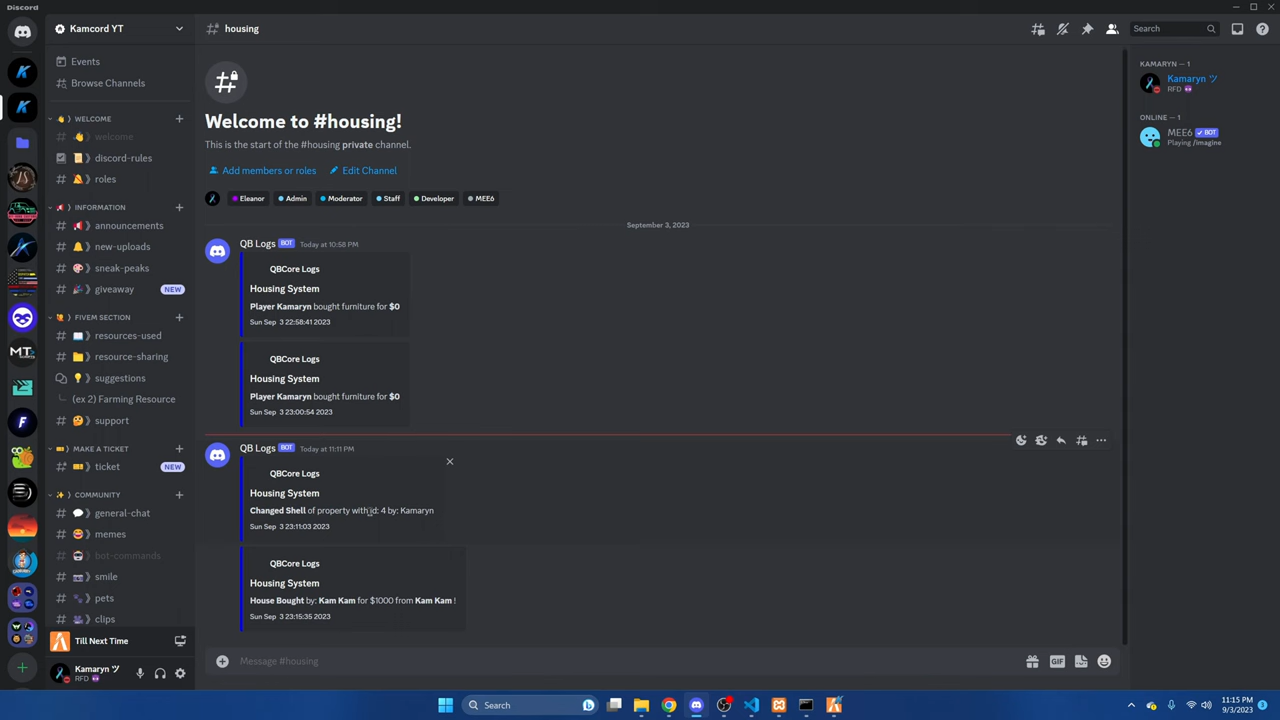 Discord
Kamcord YT
housing
Search
Events
Browse Channels
WELCOME
welcome
discord-rules
roles
INFORMATION
announcements
new-uploads
sneak-peaks
giveaway
NEW
FIVEM SECTION
resources-used
resource-sharing
suggestions
(ex 2) Farming Resource
support
MAKE A TICKET
ticket
NEW
COMMUNITY
general-chat
memes
bot-commands
smile
pets
clips
Till Next Time
Kamaryn ツ
RFD
Welcome to #housing!
This is the start of the #housing private channel.
Add members or roles
Edit Channel
Eleanor
Admin
Moderator
Staff
Developer
MEE6
September 3, 2023
QB Logs BOT Today at 10:58 PM
QBCore Logs
Housing System
Player Kamaryn bought furniture for $0
Sun Sep 3 22:58:41 2023
QBCore Logs
Housing System
Player Kamaryn bought furniture for $0
Sun Sep 3 23:00:54 2023
QB Logs BOT Today at 11:11 PM
QBCore Logs
Housing System
Changed Shell of property with id: 4 by: Kamaryn
Sun Sep 3 23:11:03 2023
QBCore Logs
Housing System
House Bought by: Kam Kam for $1000 from Kam Kam !
Sun Sep 3 23:15:35 2023
Message #housing
GIF
KAMARYN — 1
Kamaryn ツ
RFD
ONLINE — 1
MEE6 ✓ BOT
Playing /imagine
MT
Search
11:15 PM
9/3/2023